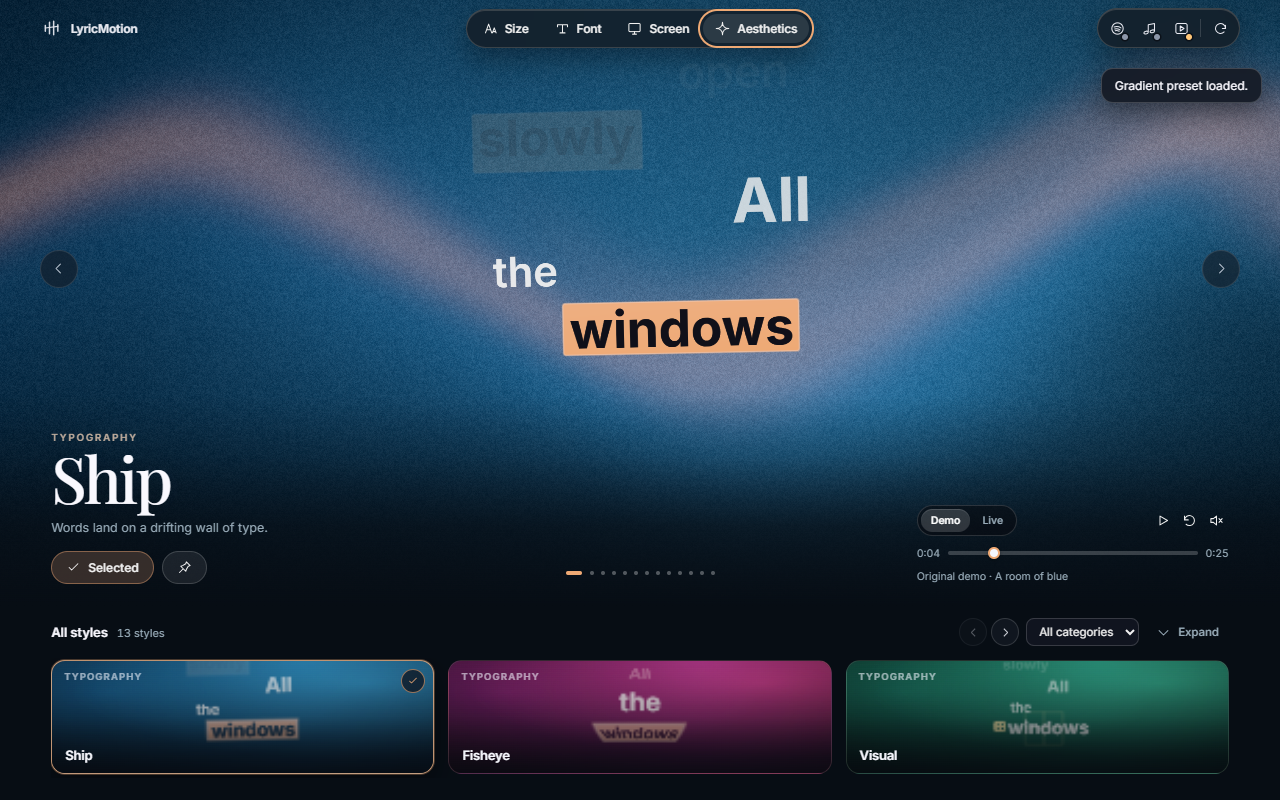 LyricMotion
Size
Font
Screen
Aesthetics
Gradient preset loaded.
open
slowly
All
the
windows
TYPOGRAPHY
Ship
Words land on a drifting wall of type.
Selected
Demo
Live
0:04
0:25
Original demo · A room of blue
All styles
13 styles
All categories
Expand
TYPOGRAPHY
All
the
windows
Ship
TYPOGRAPHY
All
the
windows
Fisheye
TYPOGRAPHY
slowly
All
the
windows
Visual